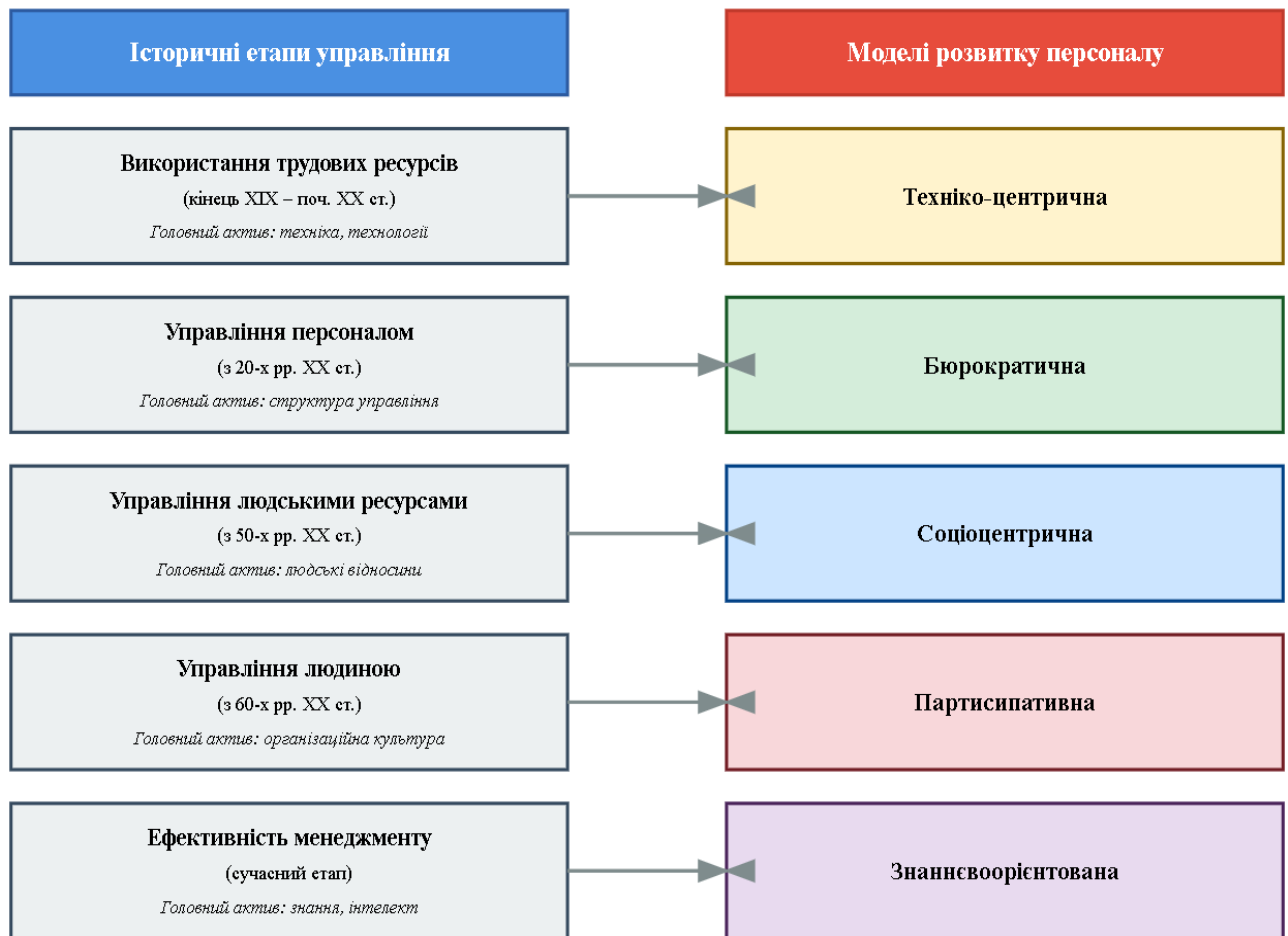 Історичні етапи управління
Моделі розвитку персоналу
Використання трудових ресурсів
(кінець XIX – поч. XX ст.)
Головний актив: техніка, технології
Техніко-центрична
Управління персоналом
(з 20-х рр. XX ст.)
Головний актив: структура управління
Бюрократична
Управління людськими ресурсами
(з 50-х рр. XX ст.)
Головний актив: людські відносини
Соціоцентрична
Управління людиною
(з 60-х рр. XX ст.)
Головний актив: організаційна культура
Партисипативна
Ефективність менеджменту
(сучасний етап)
Головний актив: знання, інтелект
Знаннєвоорієнтована